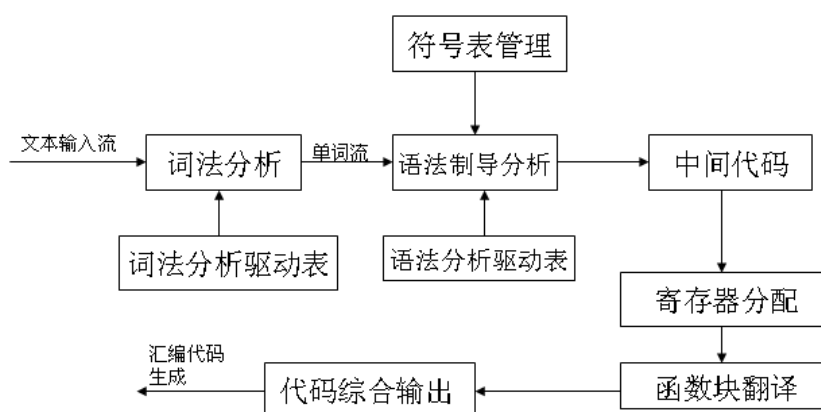 符号表管理
文本输入流
词法分析
单词流
语法制导分析
中间代码
词法分析驱动表
语法分析驱动表
寄存器分配
汇编代码
生成
代码综合输出
函数块翻译